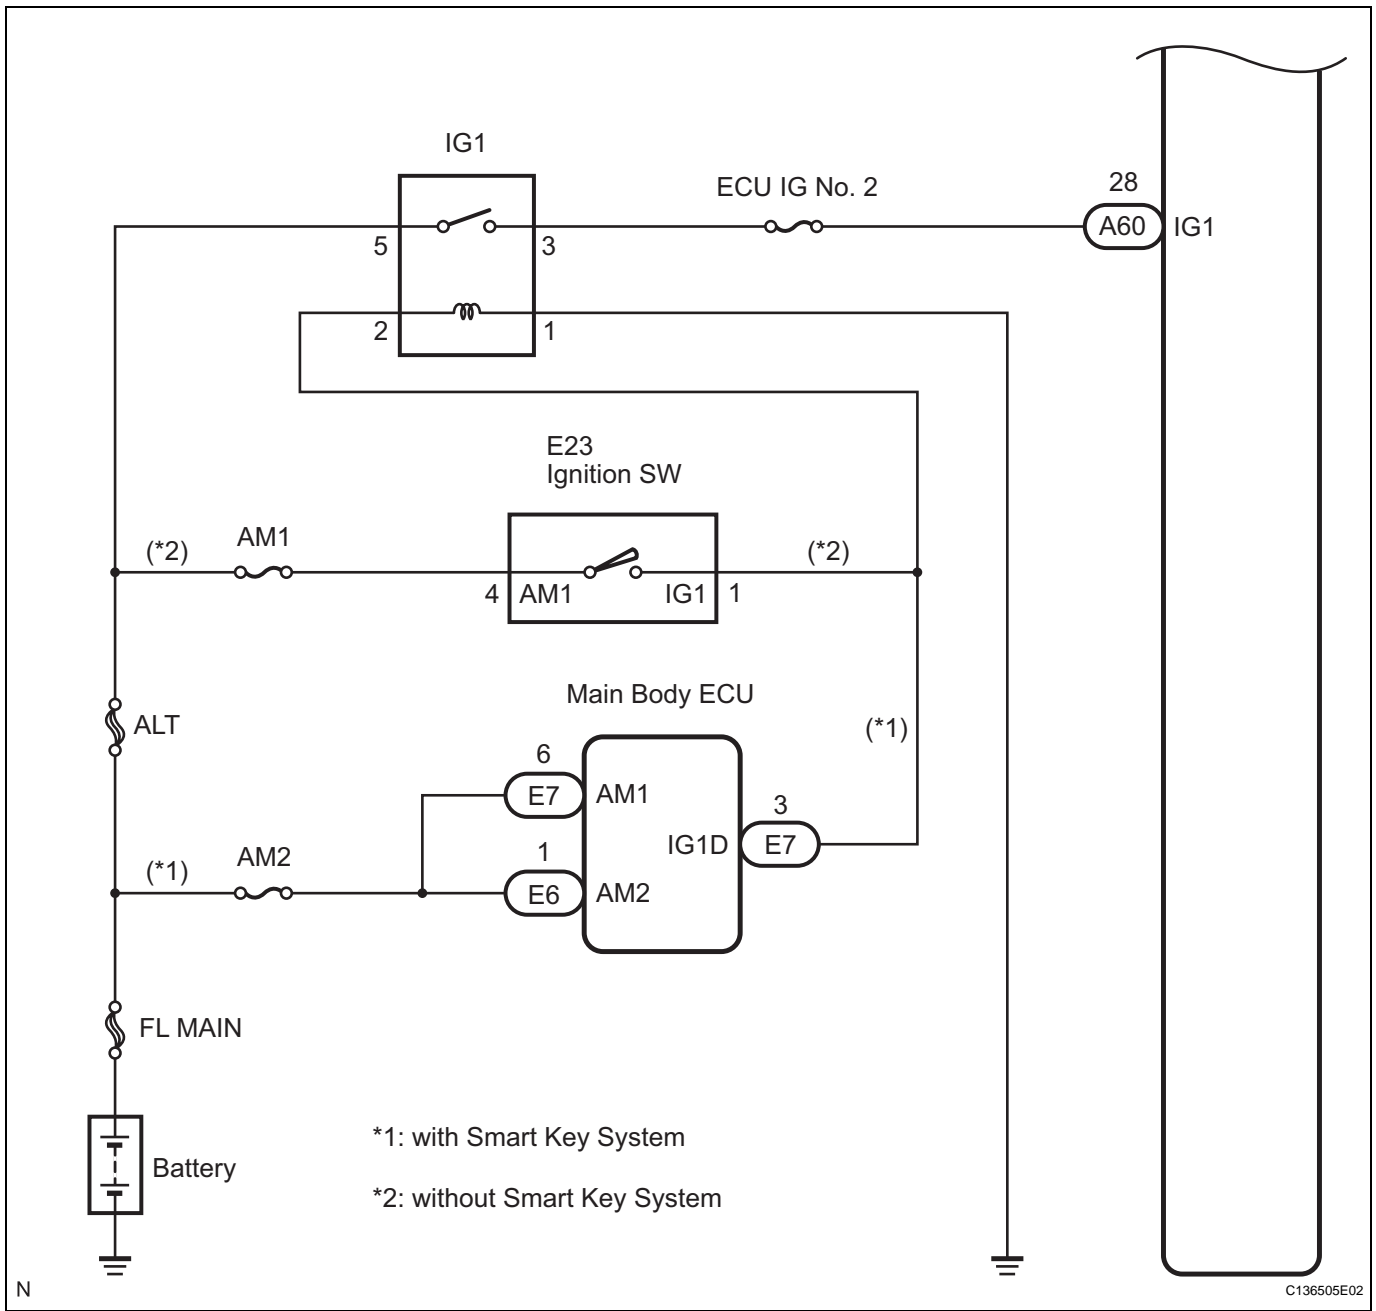 IG1
ECU IG No. 2
28
A60
IG1
5
3
2
1
E23
Ignition SW
(*2)
AM1
(*2)
4
AM1
IG1
1
Main Body ECU
ALT
(*1)
6
E7
AM1
3
IG1D
E7
(*1)
AM2
1
E6
AM2
FL MAIN
*1: with Smart Key System
Battery
*2: without Smart Key System
N
C136505E02